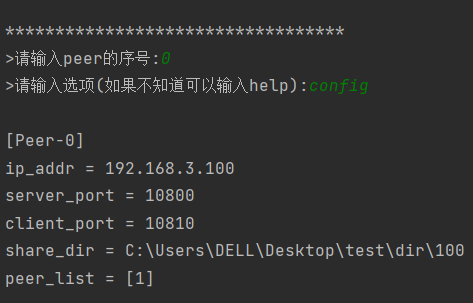 **********************************
>请输入peer的序号:0
>请输入选项(如果不知道可以输入help):config
[Peer-0]
ip_addr = 192.168.3.100
server_port = 10800
client_port = 10810
share_dir = C:\Users\DELL\Desktop\test\dir\100
peer_list = [1]